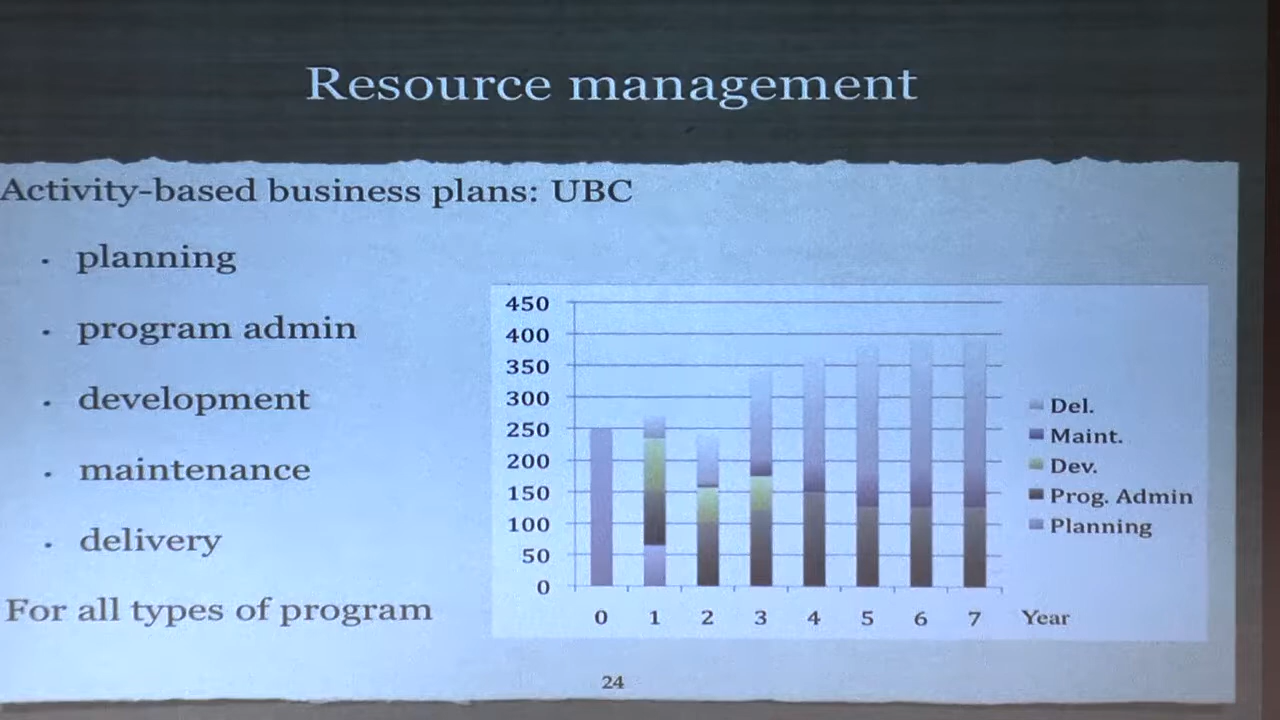 Resource management
Activity-based business plans: UBC
· planning
· program admin
· development
· maintenance
· delivery
For all types of program
450
400
350
300
250
200
150
100
50
0
0 1 2 3 4 5 6 7 Year
Del.
Maint.
Dev.
Prog. Admin
Planning
24